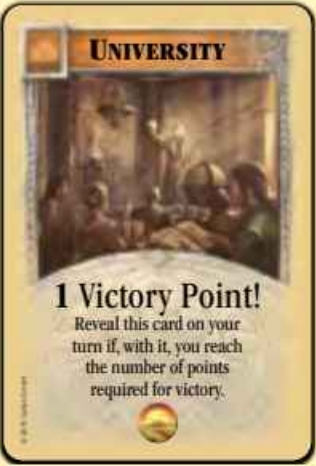 UNIVERSITY
1 Victory Point!
Reveal this card on your
turn if, with it, you reach
the number of points
required for victory.